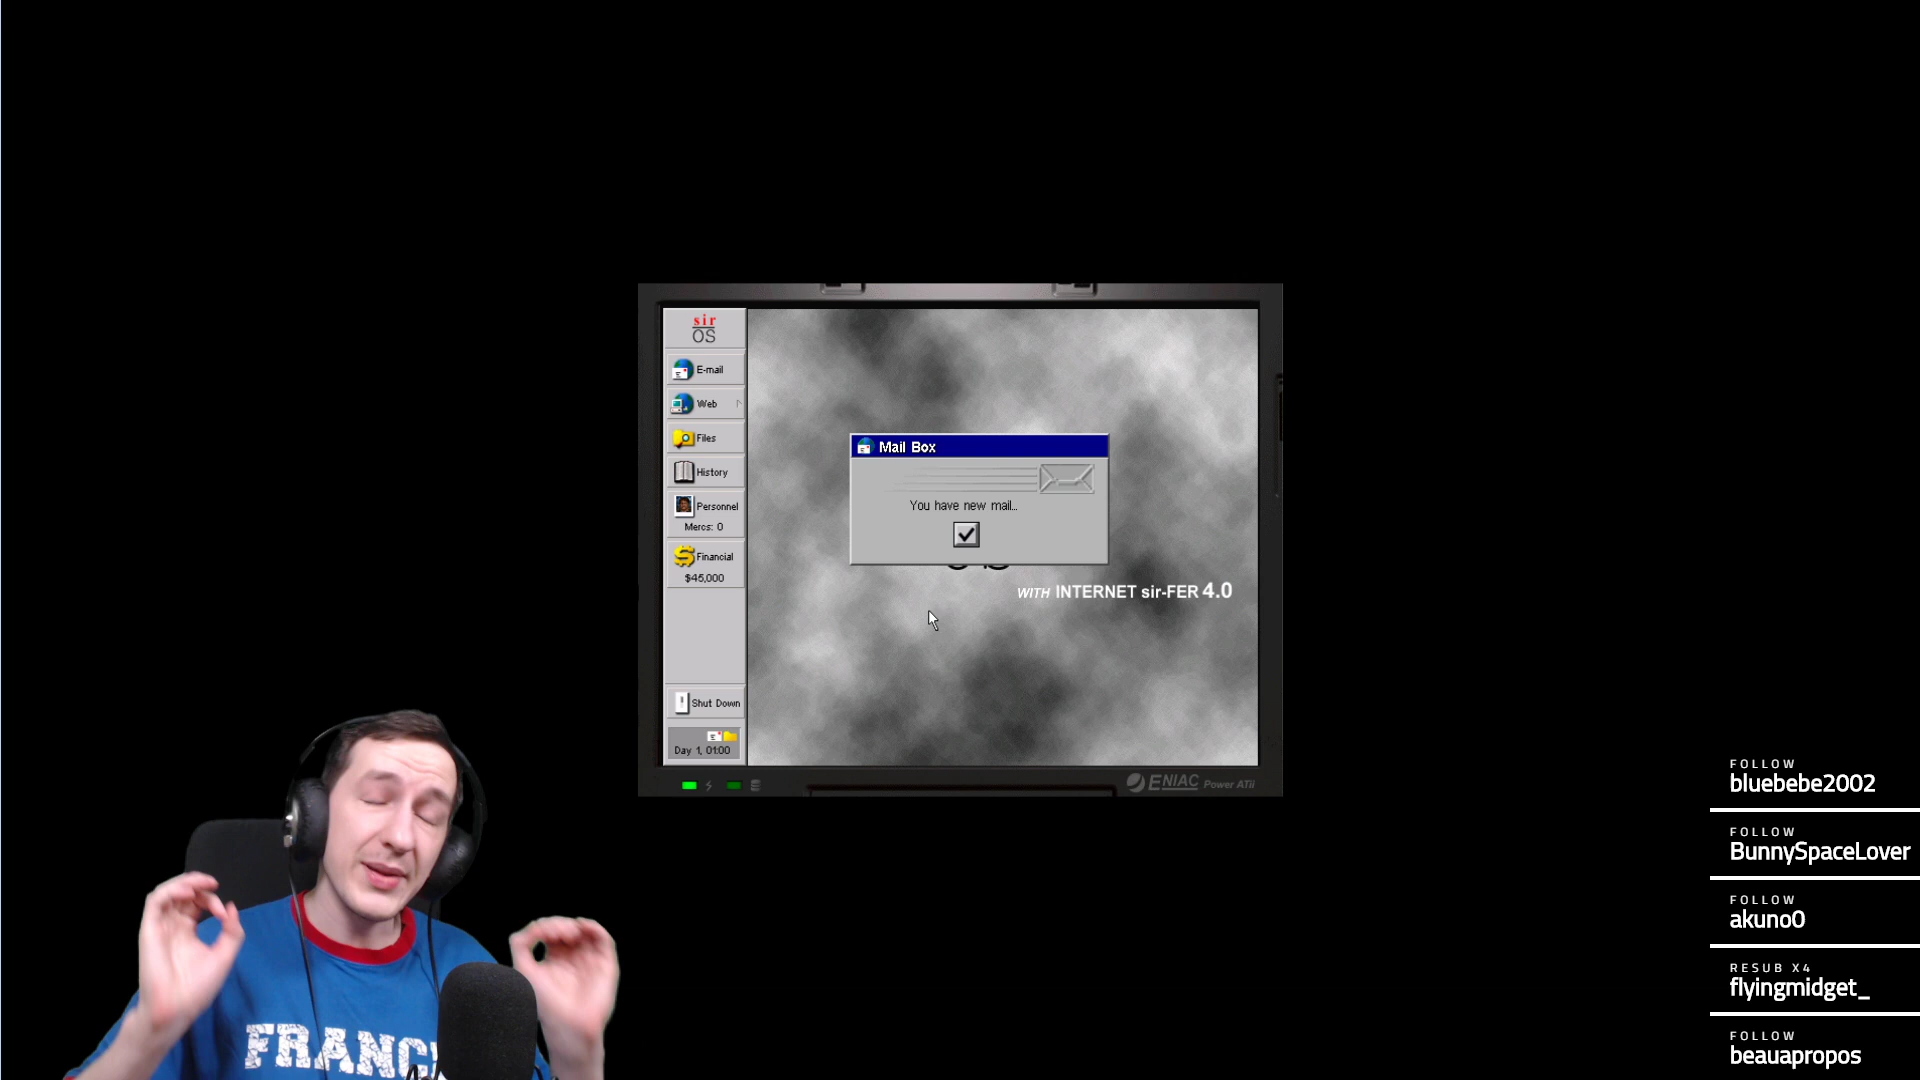 sir
OS
E-mail
Web
Files
History
Personnel
Mercs: 0
Financial
$45,000
Shut Down
Day 1, 01:00
Mail Box
You have new mail...
WITH INTERNET sir-FER 4.0
ENIAC Power ATii
FRANC
FOLLOW
bluebebe2002
FOLLOW
BunnySpaceLover
FOLLOW
akuno0
RESUB X4
flyingmidget_
FOLLOW
beauapropos